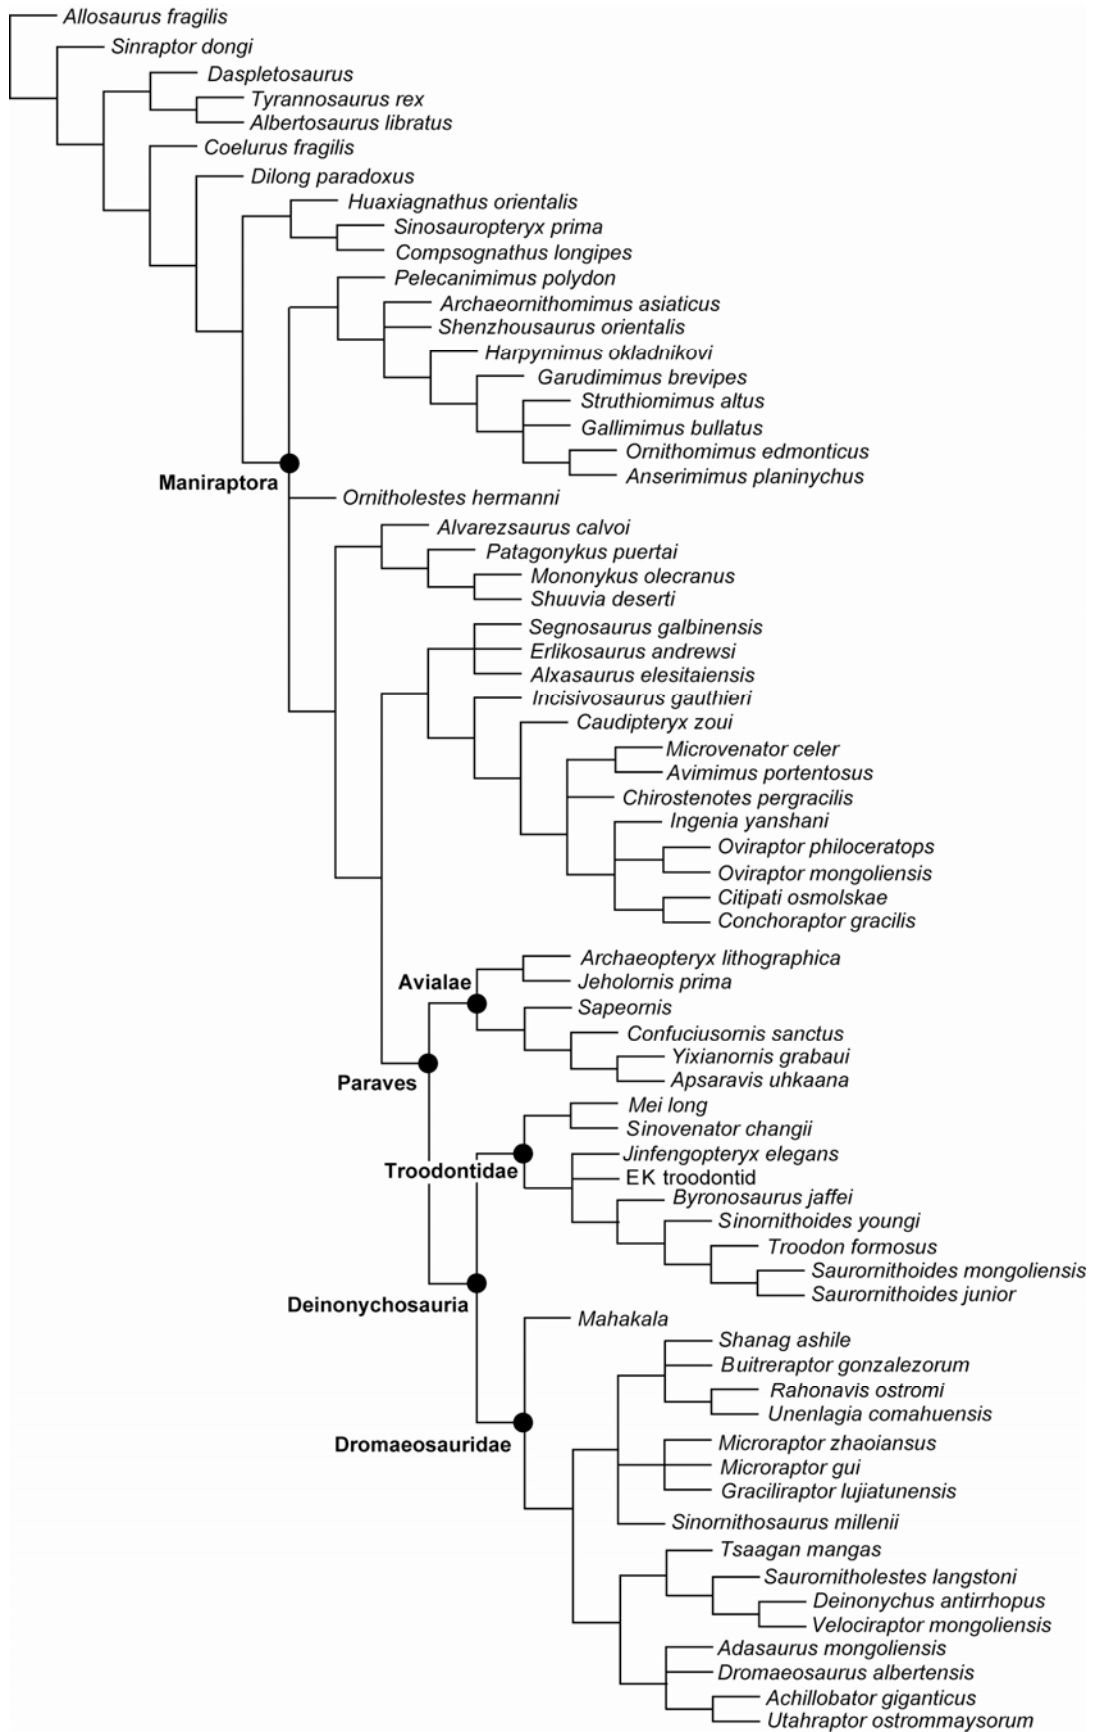 Allosaurus fragilis
Sinraptor dongi
Daspletosaurus
Tyrannosaurus rex
Albertosaurus libratus
Coelurus fragilis
Dilong paradoxus
Huaxiagnathus orientalis
Sinosauropteryx prima
Compsognathus longipes
Pelecanimimus polydon
Archaeornithomimus asiaticus
Shenzhousaurus orientalis
Harpymimus okladnikovi
Garudimimus brevipes
Struthiomimus altus
Gallimimus bullatus
Ornithomimus edmonticus
Anserimimus planinychus
Maniraptora
Ornitholestes hermanni
Alvarezsaurus calvoi
Patagonykus puertai
Mononykus olecranus
Shuuvia deserti
Segnosaurus galbinensis
Erlikosaurus andrewsi
Alxasaurus elesitaiensis
Incisivosaurus gauthieri
Caudipteryx zoui
Microvenator celer
Avimimus portentosus
Chirostenotes pergracilis
Ingenia yanshani
Oviraptor philoceratops
Oviraptor mongoliensis
Citipati osmolskae
Conchoraptor gracilis
Archaeopteryx lithographica
Avialae
Jeholornis prima
Sapeornis
Confuciusornis sanctus
Yixianornis grabaui
Apsaravis uhkaana
Paraves
Mei long
Sinovenator changii
Jinfengopteryx elegans
Troodontidae
EK troodontid
Byronosaurus jaffei
Sinornithoides youngi
Troodon formosus
Saurornithoides mongoliensis
Saurornithoides junior
Deinonychosauria
Mahakala
Shanag ashile
Buitreraptor gonzalezorum
Rahonavis ostromi
Unenlagia comahuensis
Microraptor zhaoiansus
Dromaeosauridae
Microraptor gui
Graciliraptor lujiatunensis
Sinornithosaurus millenii
Tsaagan mangas
Saurornitholestes langstoni
Deinonychus antirrhopus
Velociraptor mongoliensis
Adasaurus mongoliensis
Dromaeosaurus albertensis
Achillobator giganticus
Utahraptor ostrommaysorum